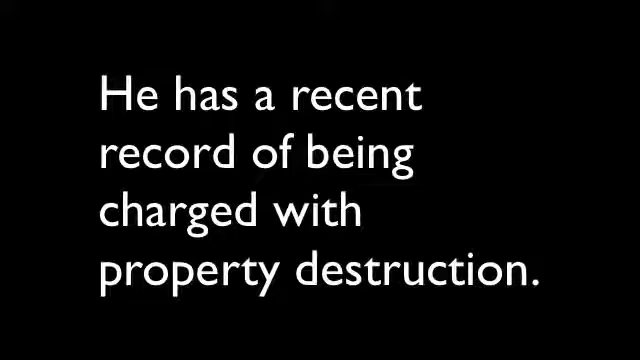 He has a recent
record of being
charged with
property destruction.